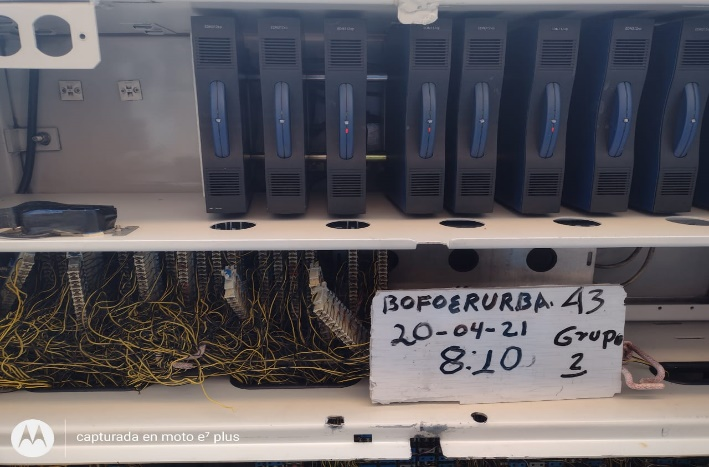 BOFOERURBA. 43
20-04-21
Grupo
8:10
2
capturada en moto e⁷ plus